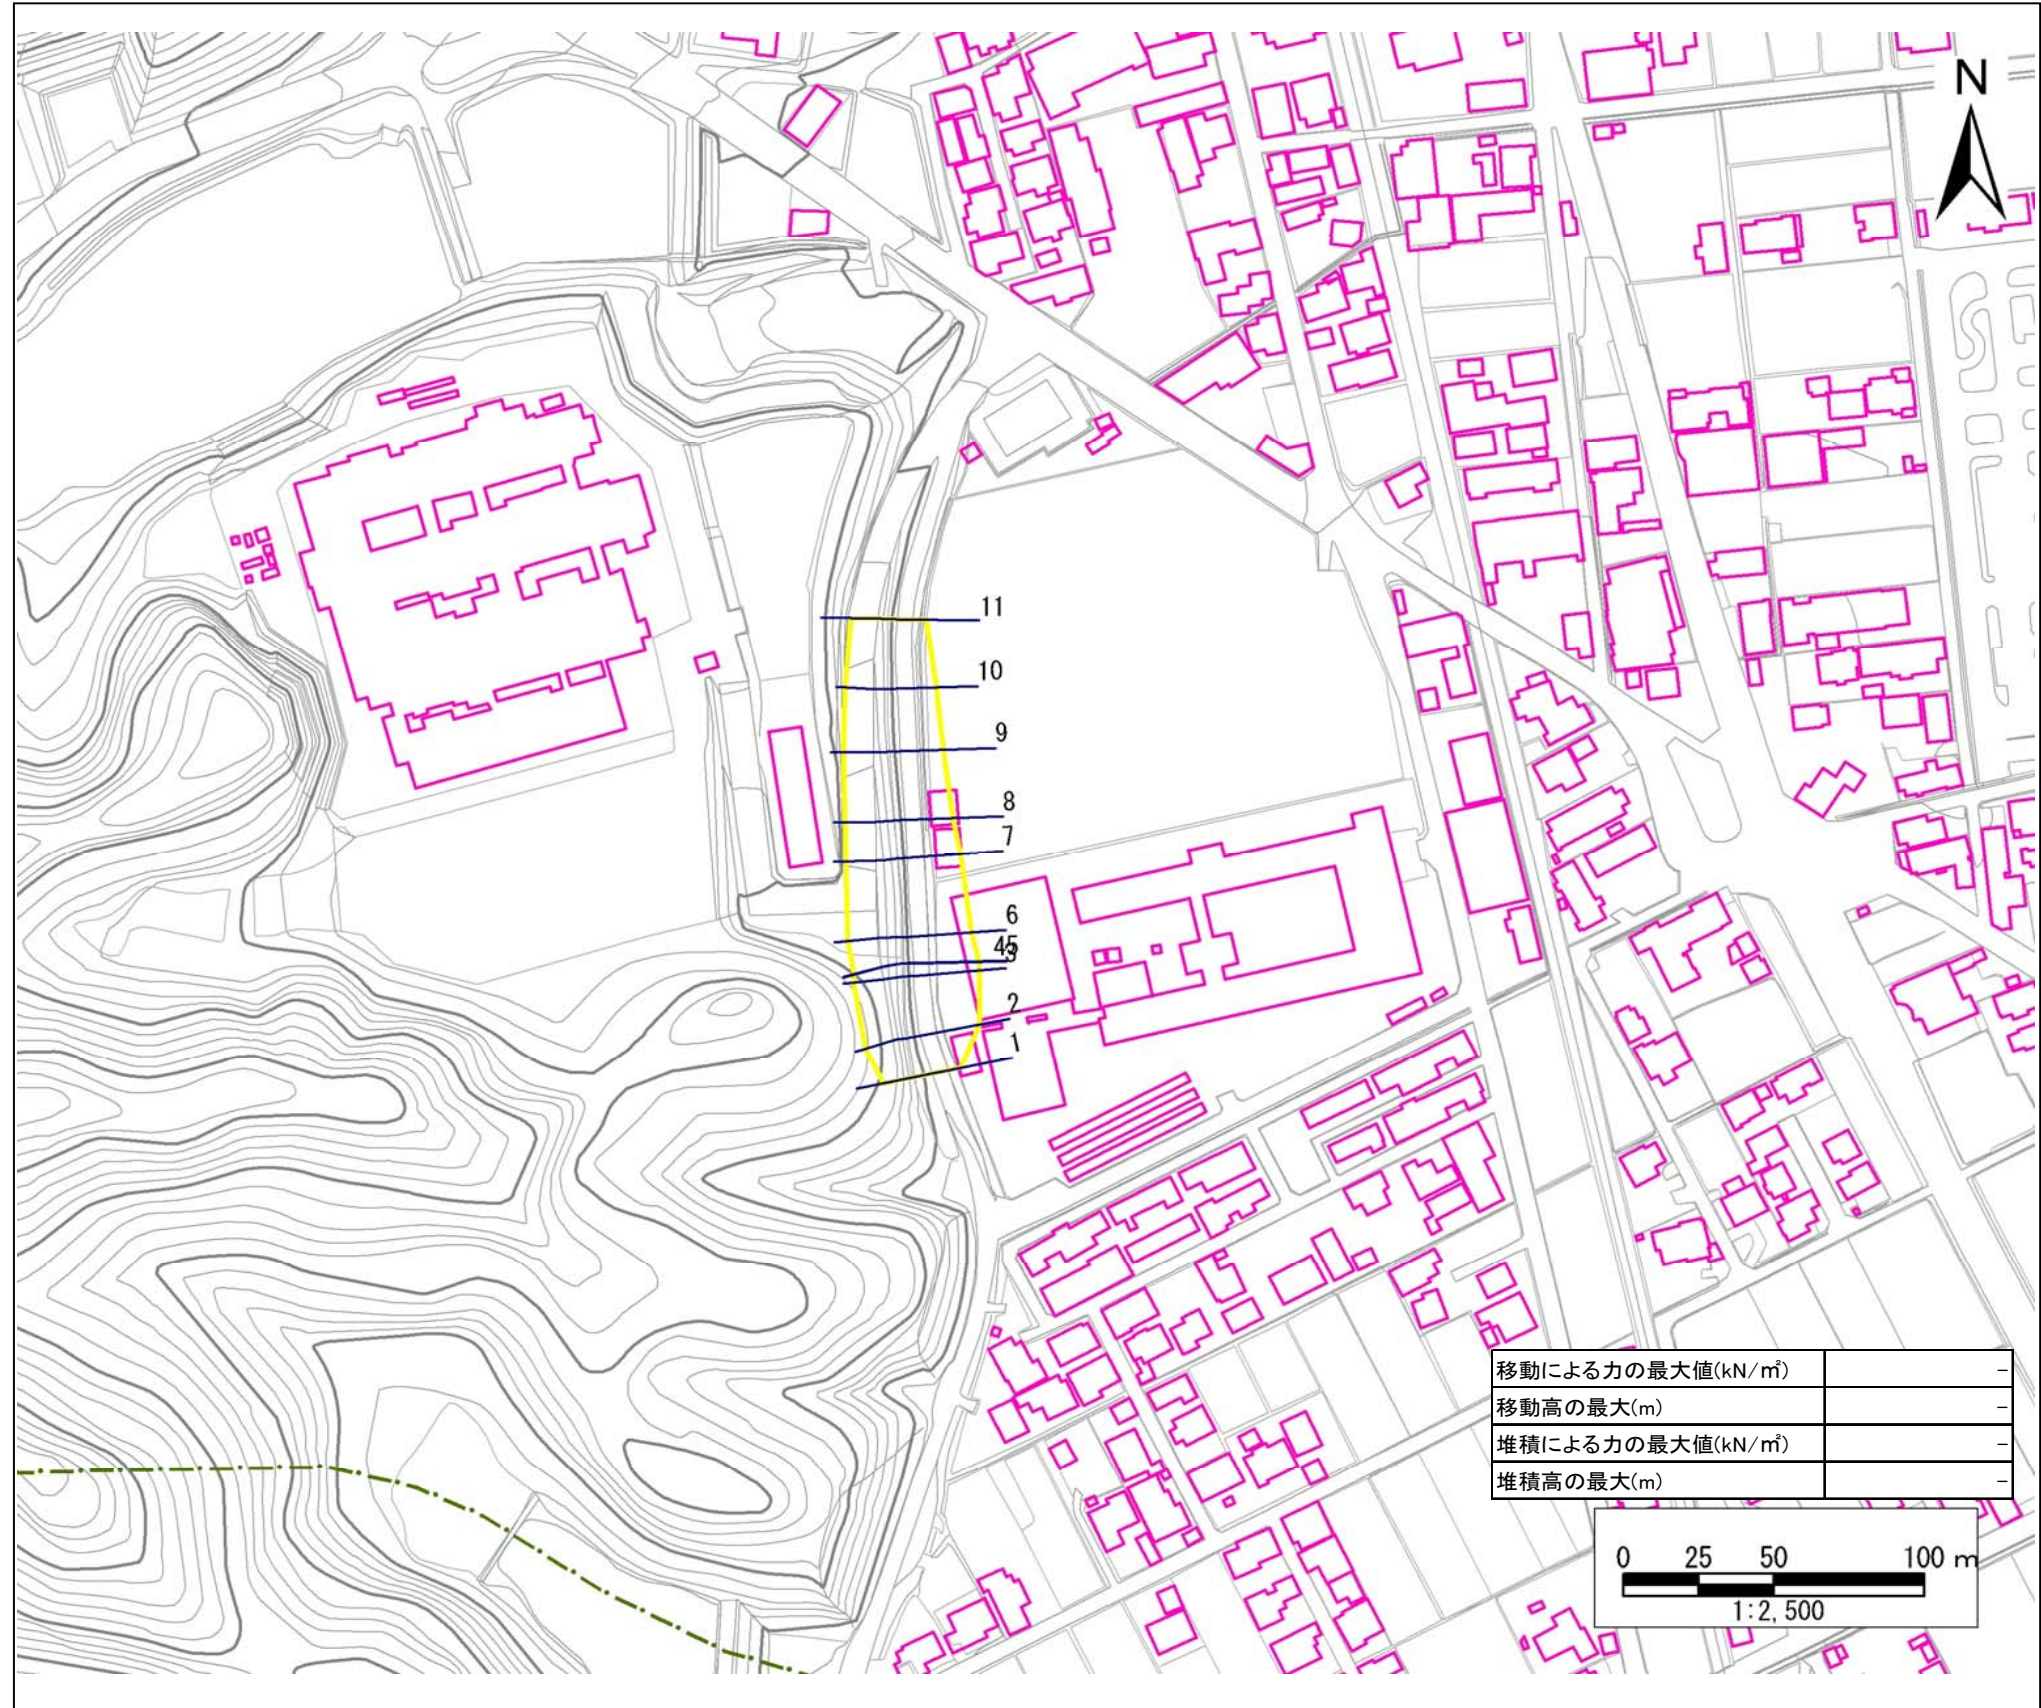 N
11
10
9
8
7
6
45
3
2
1
移動による力の最大値(kN/㎡) -
移動高の最大(m) -
堆積による力の最大値(kN/㎡) -
堆積高の最大(m) -
0 25 50 100 m
1:2,500